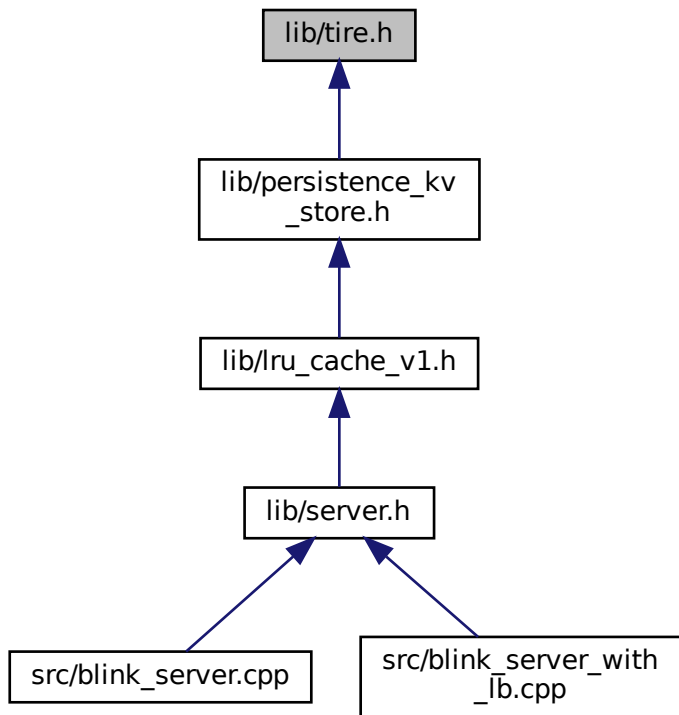 lib/tire.h
lib/persistence_kv
_store.h
lib/lru_cache_v1.h
lib/server.h
src/blink_server.cpp
src/blink_server_with
_lb.cpp